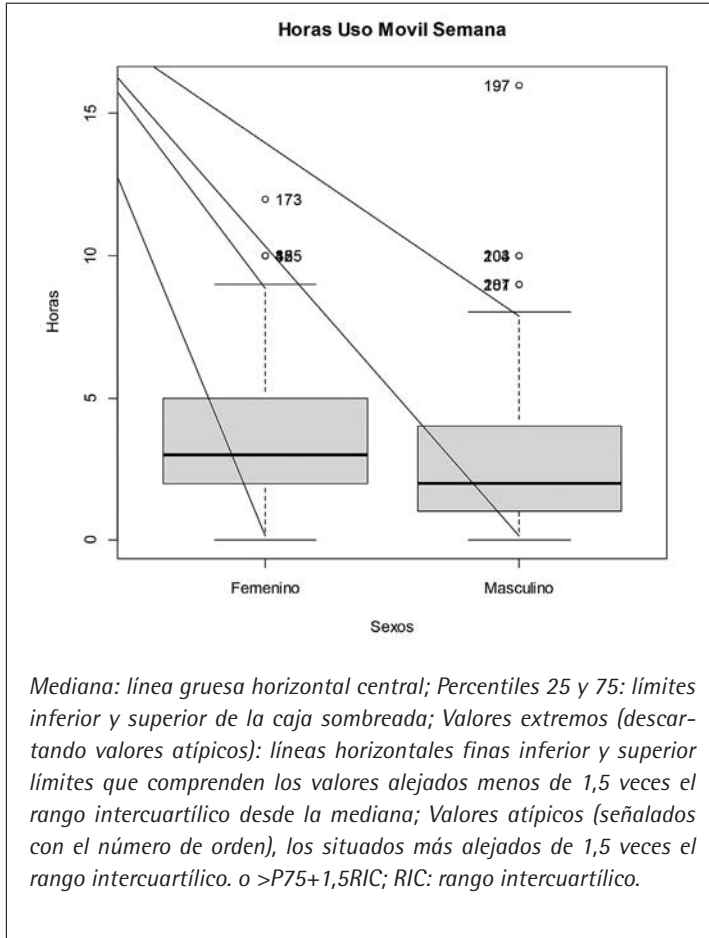 Horas Uso Movil Semana
Horas
15
10
5
0
197
173
Femenino
Masculino
Sexos
Mediana: línea gruesa horizontal central; Percentiles 25 y 75: límites
inferior y superior de la caja sombreada; Valores extremos (descar-
tando valores atípicos): líneas horizontales finas inferior y superior
límites que comprenden los valores alejados menos de 1,5 veces el
rango intercuartílico desde la mediana; Valores atípicos (señalados
con el número de orden), los situados más alejados de 1,5 veces el
rango intercuartílico. o >P75+1,5RIC; RIC: rango intercuartílico.